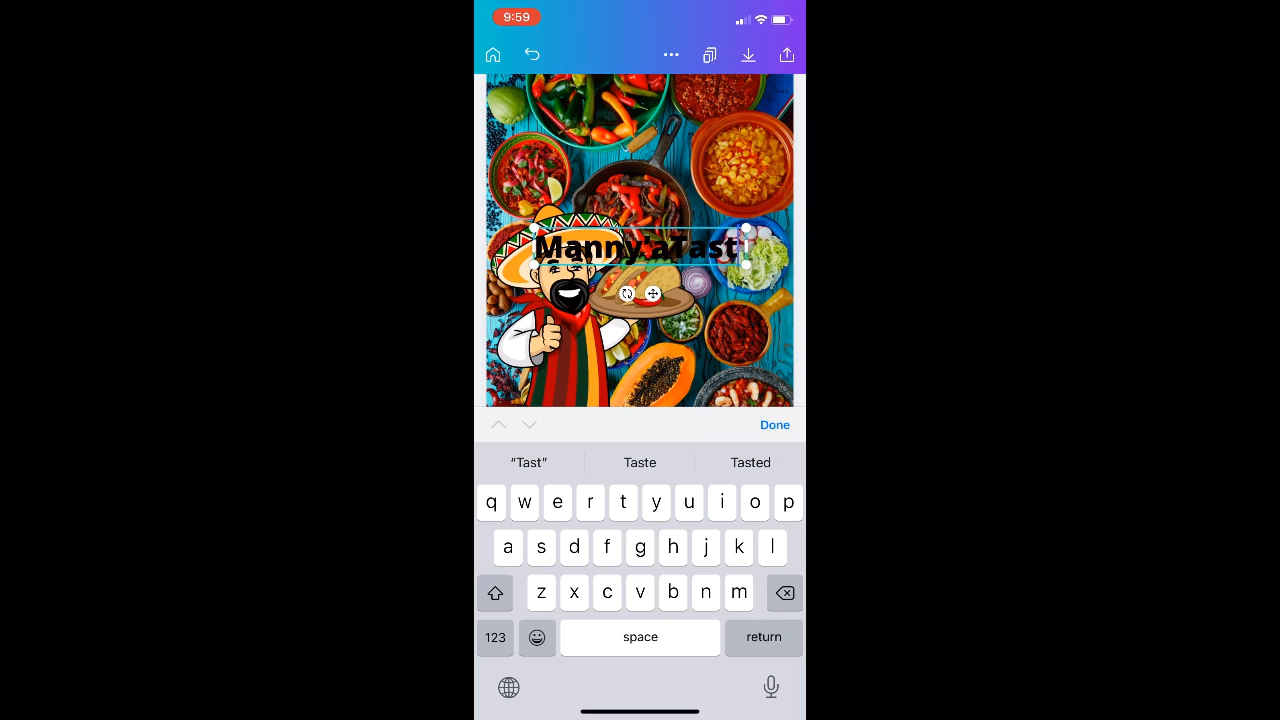 9:59
Manny'aTast
Done
“Tast” Taste Tasted
q w e r t y u i o p
a s d f g h j k l
z x c v b n m
123 space return